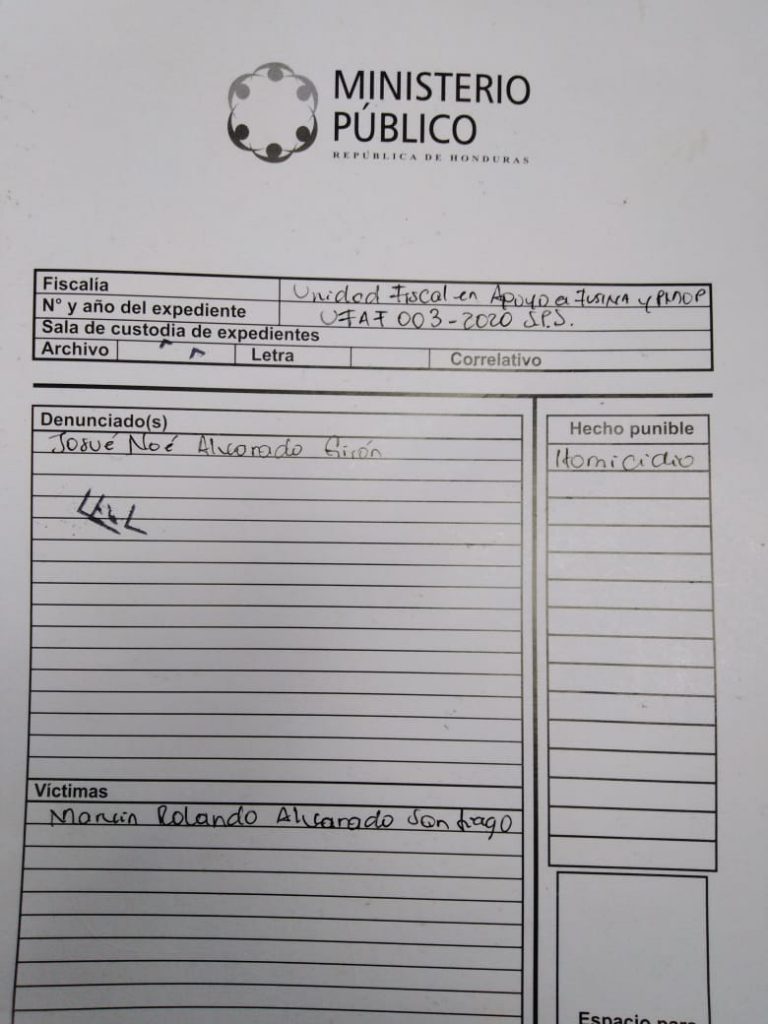 MINISTERIO
PÚBLICO
REPÚBLICA DE HONDURAS
Fiscalía Unidad Fiscal en Apoyo a FUSINA y PMOP
N° y año del expediente UFAF 003-2020 S.P.S.
Sala de custodia de expedientes
Archivo Letra Correlativo
Denunciado(s)
Josué Noé Alvarado Girón
Hecho punible
Homicidio
Víctimas
Marvin Rolando Alvarado Santiago
Espacio para